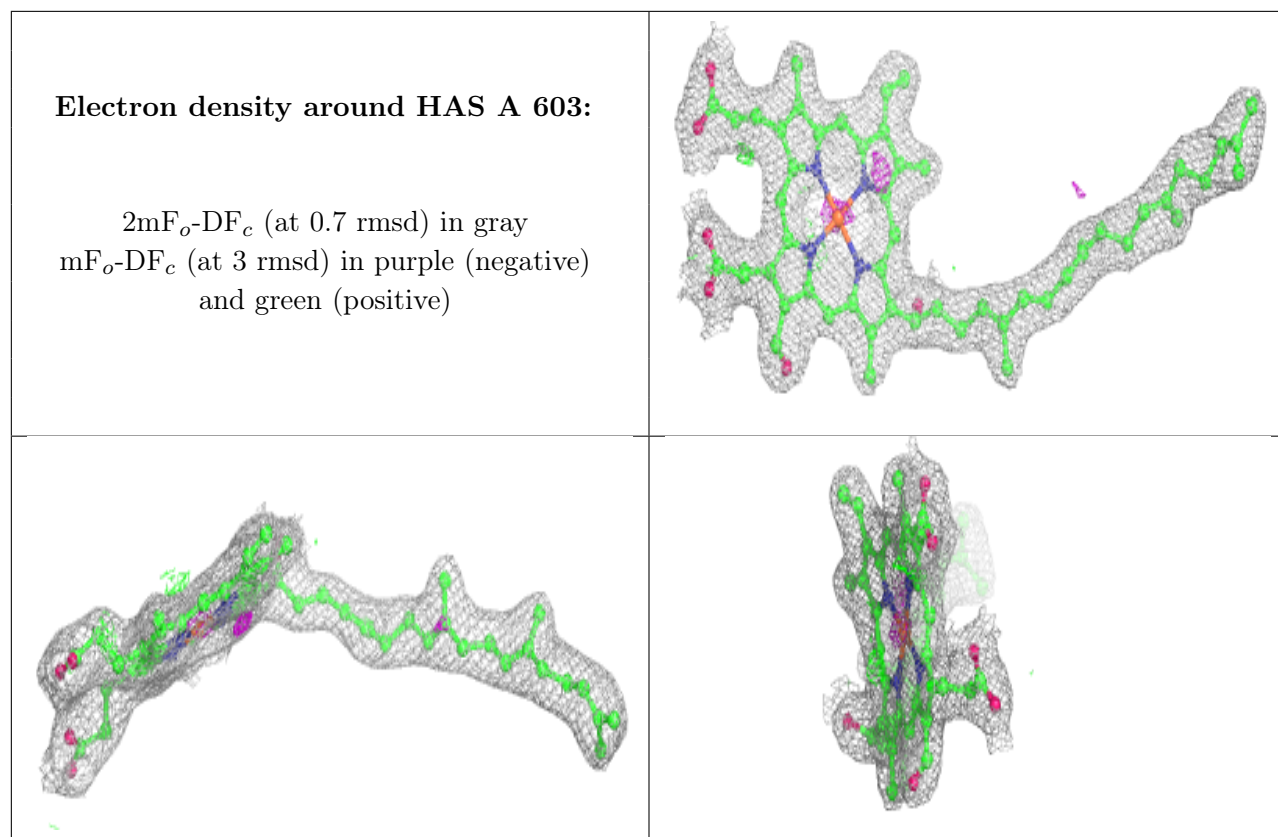 Electron density around HAS A 603:
2mFo-DFc (at 0.7 rmsd) in gray
mFo-DFc (at 3 rmsd) in purple (negative)
and green (positive)